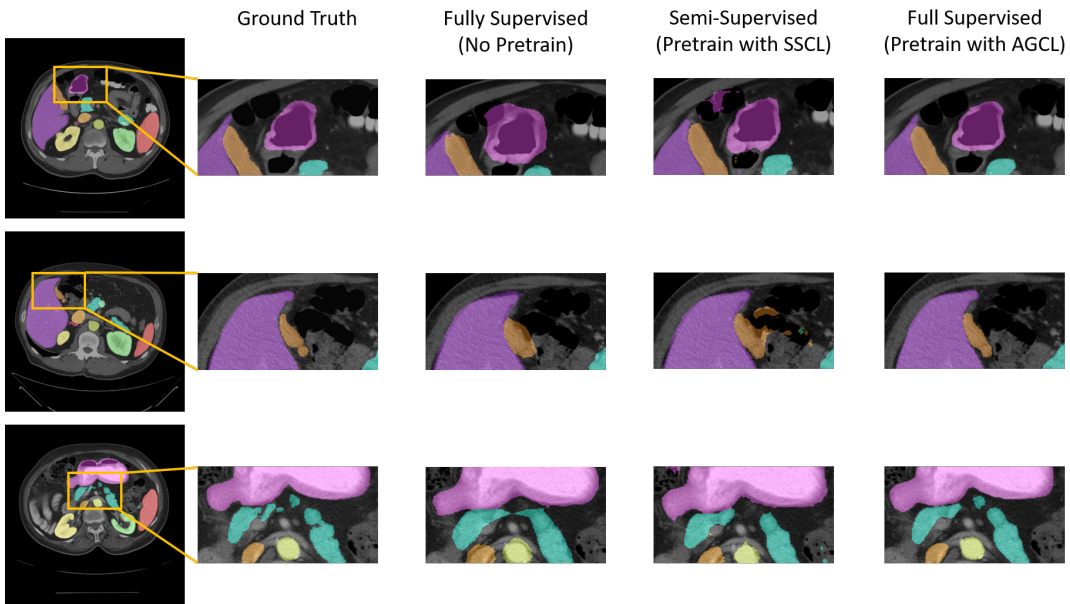 Ground Truth
Fully Supervised
(No Pretrain)
Semi-Supervised
(Pretrain with SSCL)
Full Supervised
(Pretrain with AGCL)